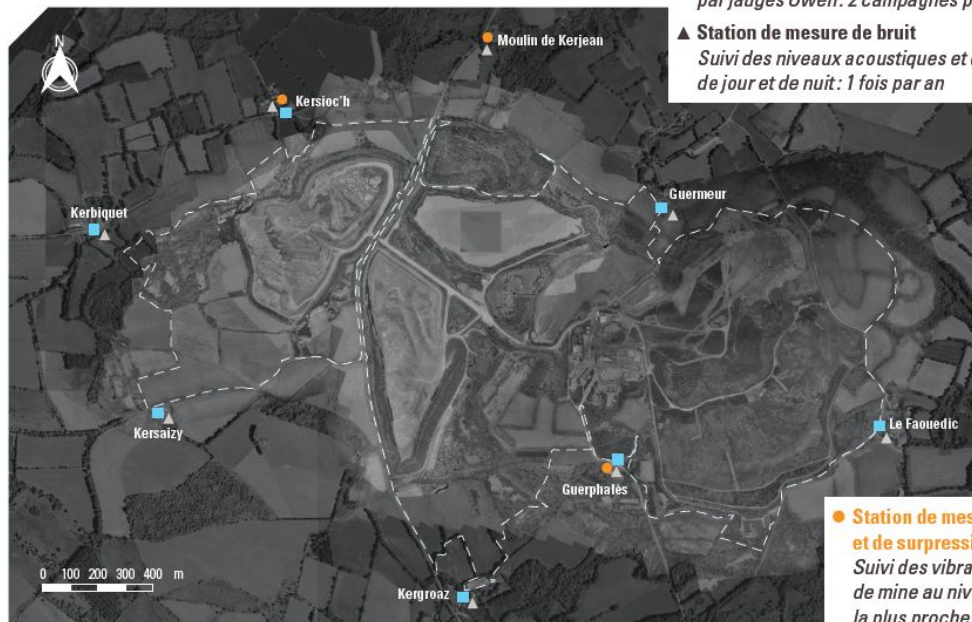 par jauges Owen : 2 campagnes p
▲ Station de mesure de bruit
Suivi des niveaux acoustiques et
de jour et de nuit : 1 fois par an
N
Moulin de Kerjean
Kersioc'h
Guermeur
Kerbiquet
Kersaizy
Le Faouedic
Guerphalès
Kergroaz
0 100 200 300 400 m
● Station de mes
et de surpressi
Suivi des vibra
de mine au niv
la plus proche